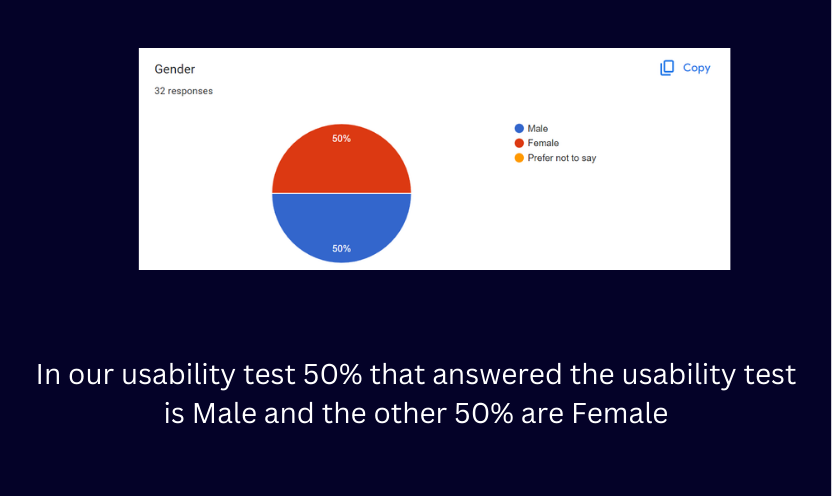 Gender
Copy
32 responses
50%
50%
Male
Female
Prefer not to say
In our usability test 50% that answered the usability test
is Male and the other 50% are Female